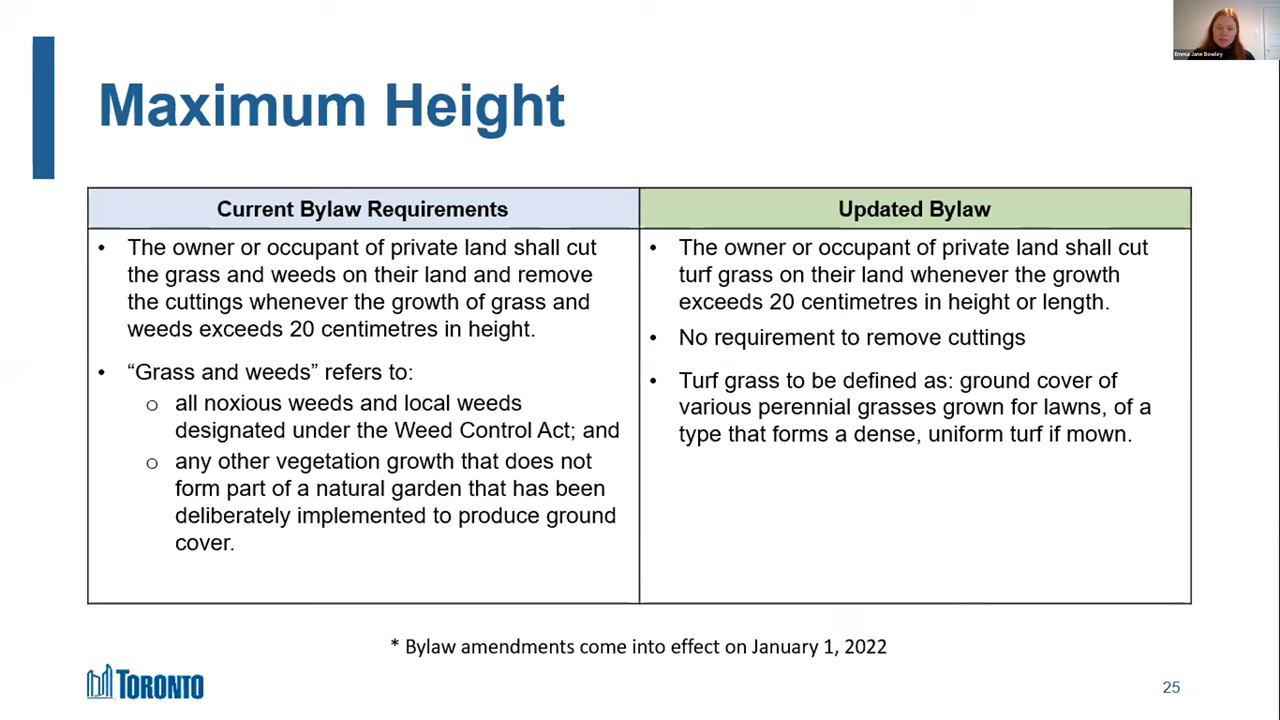 Emma Jane Bowley
Maximum Height
Current Bylaw Requirements
• The owner or occupant of private land shall cut
the grass and weeds on their land and remove
the cuttings whenever the growth of grass and
weeds exceeds 20 centimetres in height.
• “Grass and weeds” refers to:
o all noxious weeds and local weeds
designated under the Weed Control Act; and
o any other vegetation growth that does not
form part of a natural garden that has been
deliberately implemented to produce ground
cover.
Updated Bylaw
• The owner or occupant of private land shall cut
turf grass on their land whenever the growth
exceeds 20 centimetres in height or length.
• No requirement to remove cuttings
• Turf grass to be defined as: ground cover of
various perennial grasses grown for lawns, of a
type that forms a dense, uniform turf if mown.
* Bylaw amendments come into effect on January 1, 2022
TORONTO
25